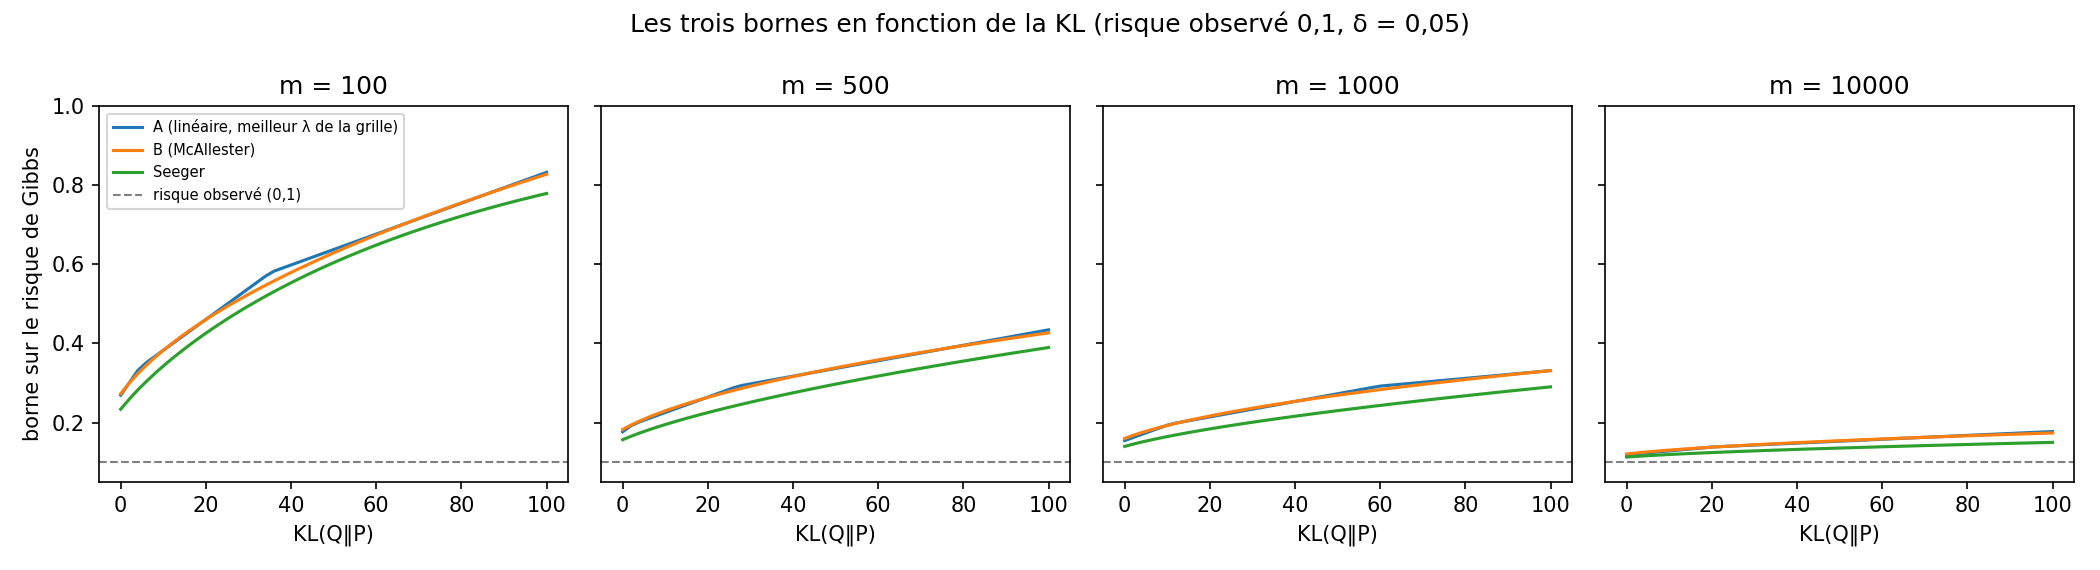 Les trois bornes en fonction de la KL (risque observé 0,1, δ = 0,05)
m = 100
m = 500
m = 1000
m = 10000
borne sur le risque de Gibbs
1.0
0.8
0.6
0.4
0.2
A (linéaire, meilleur λ de la grille)
B (McAllester)
Seeger
risque observé (0,1)
0 20 40 60 80 100
0 20 40 60 80 100
0 20 40 60 80 100
0 20 40 60 80 100
KL(Q‖P)
KL(Q‖P)
KL(Q‖P)
KL(Q‖P)